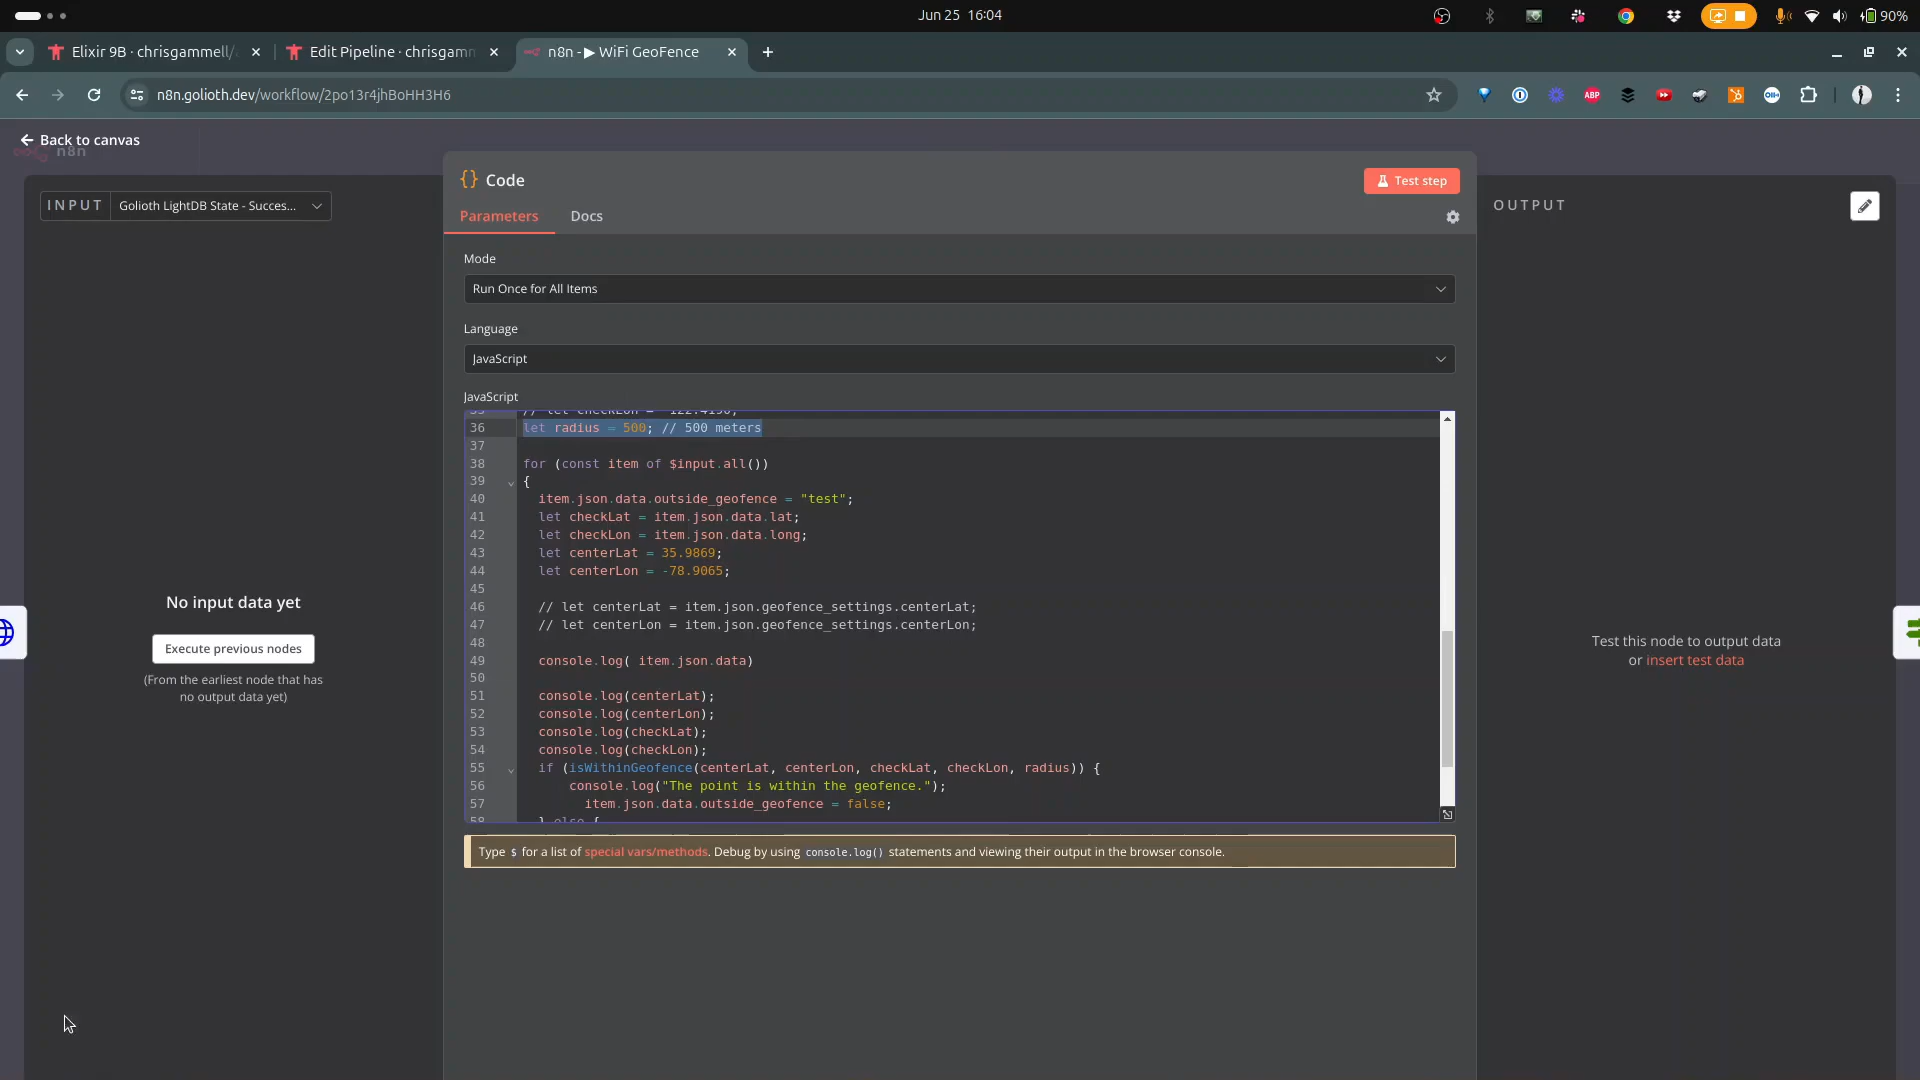 Jun 25 16:04
90%
Elixir 9B · chrisgammell/
Edit Pipeline · chrisgamm
n8n - ▶ WiFi GeoFence
n8n.golioth.dev/workflow/2po13r4jhBoHH3H6
ABP
Back to canvas
n8n
INPUT
Golioth LightDB State - Succes...
{} Code
Test step
OUTPUT
Parameters
Docs
Mode
Run Once for All Items
Language
JavaScript
JavaScript
35 // let checkLon = -122.4190;
36 let radius = 500; // 500 meters
37
38 for (const item of $input.all())
39 {
40 item.json.data.outside_geofence = "test";
41 let checkLat = item.json.data.lat;
42 let checkLon = item.json.data.long;
43 let centerLat = 35.9869;
44 let centerLon = -78.9065;
45
46 // let centerLat = item.json.geofence_settings.centerLat;
47 // let centerLon = item.json.geofence_settings.centerLon;
48
49 console.log( item.json.data)
50
51 console.log(centerLat);
52 console.log(centerLon);
53 console.log(checkLat);
54 console.log(checkLon);
55 if (isWithinGeofence(centerLat, centerLon, checkLat, checkLon, radius)) {
56 console.log("The point is within the geofence.");
57 item.json.data.outside_geofence = false;
58 } else {
No input data yet
Execute previous nodes
(From the earliest node that has
no output data yet)
Test this node to output data
or insert test data
Type $ for a list of special vars/methods. Debug by using console.log() statements and viewing their output in the browser console.